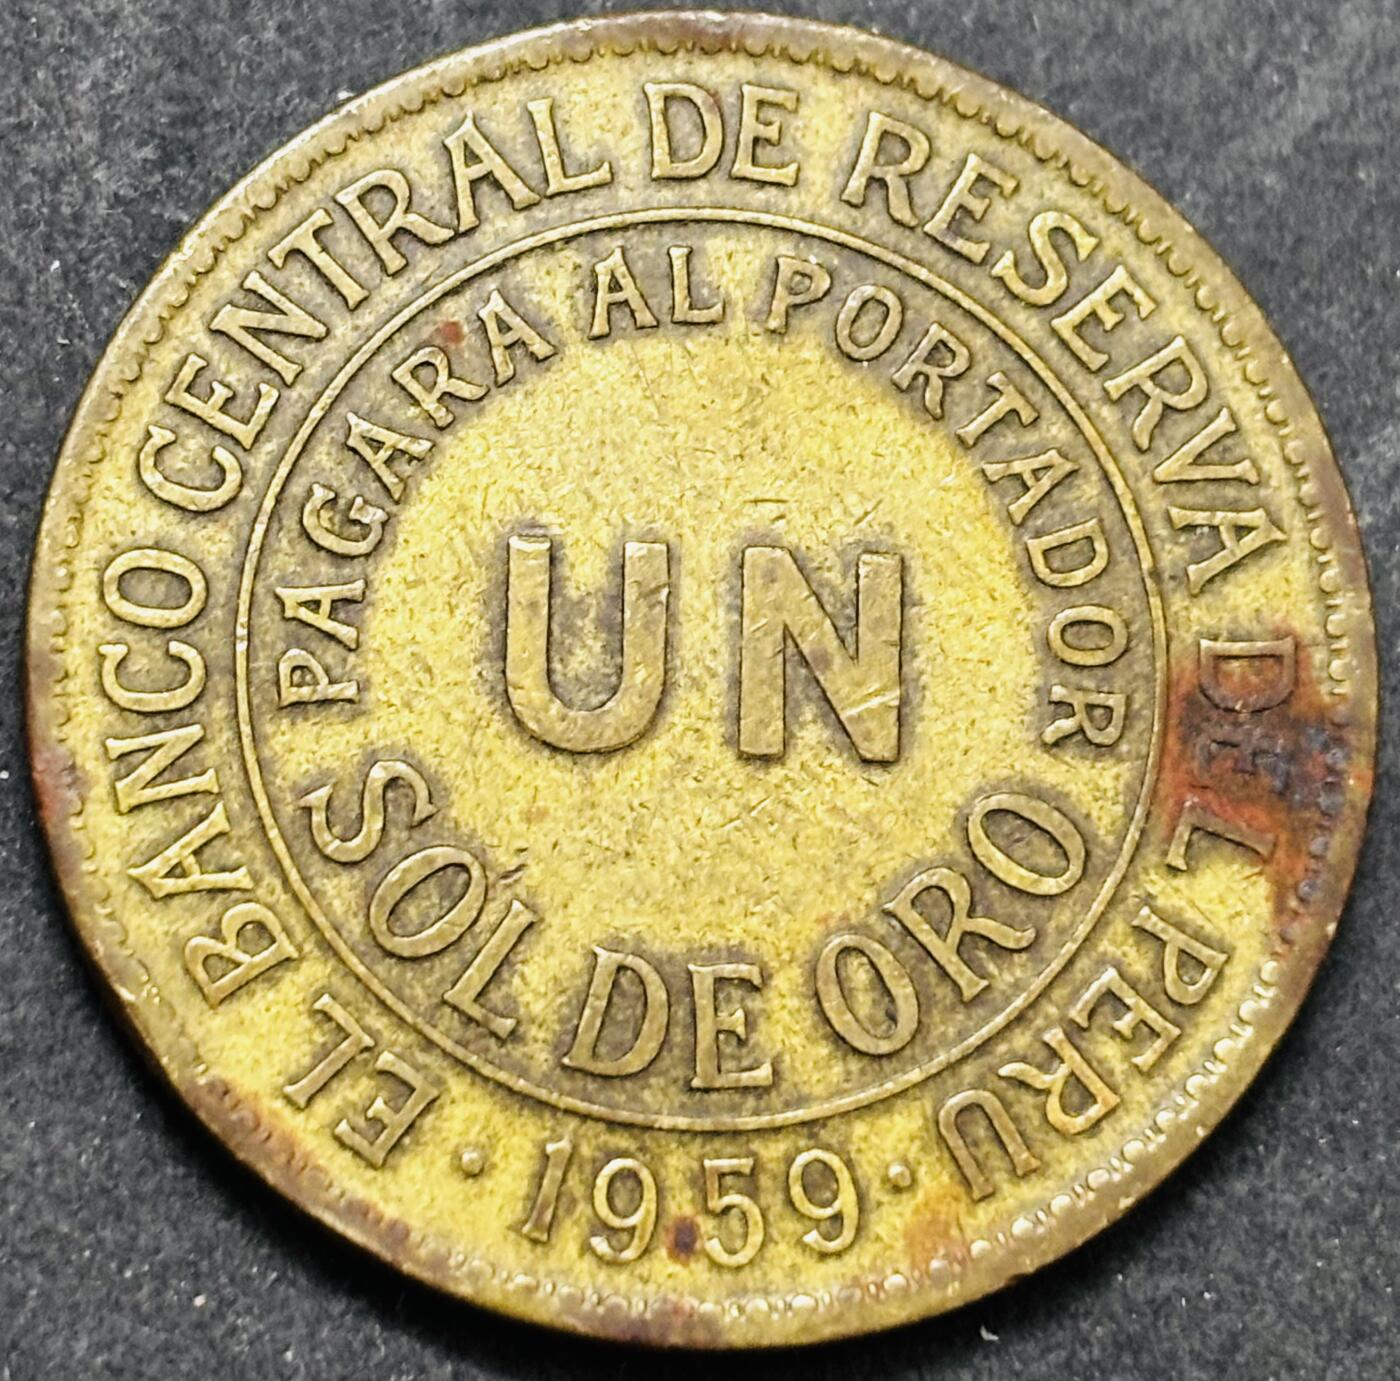 EL BANCO CENTRAL DE RESERVA DEL PERU
PAGARA AL PORTADOR
UN
SOL DE ORO
· 1959 ·